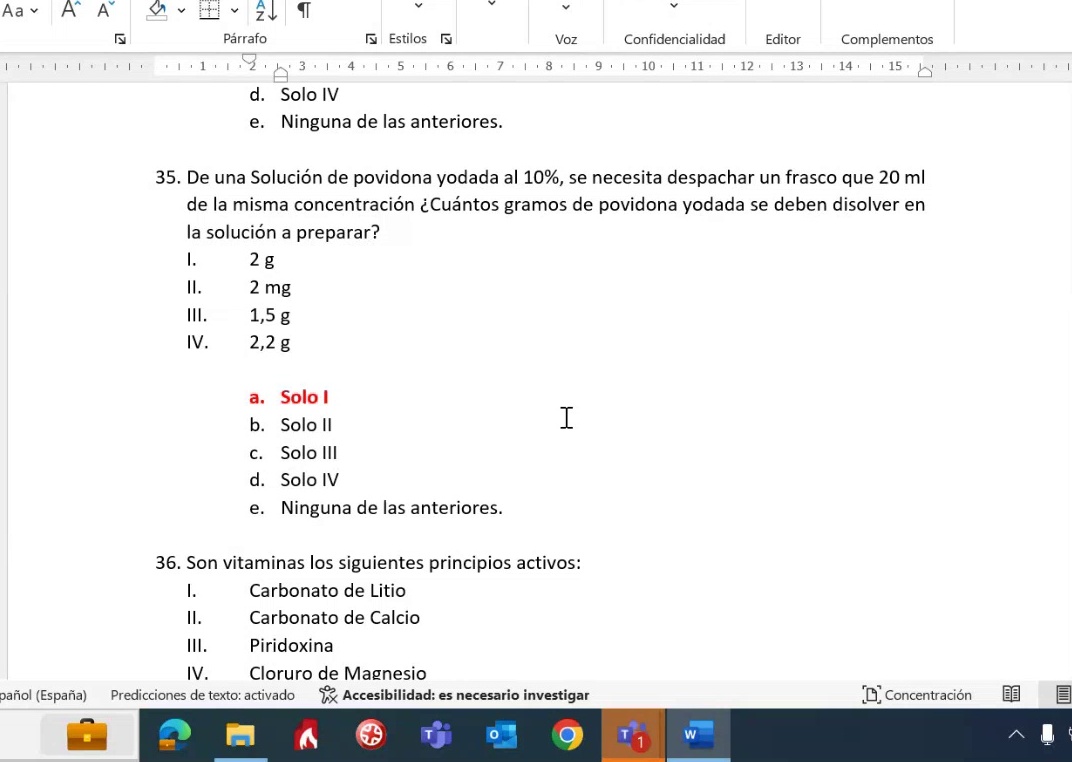 Aa A A A Z ¶
Párrafo Estilos Voz Confidencialidad Editor Complementos
1 2 3 4 5 6 7 8 9 10 11 12 13 14 15
d. Solo IV
e. Ninguna de las anteriores.
35. De una Solución de povidona yodada al 10%, se necesita despachar un frasco que 20 ml
de la misma concentración ¿Cuántos gramos de povidona yodada se deben disolver en
la solución a preparar?
I. 2 g
II. 2 mg
III. 1,5 g
IV. 2,2 g
a. Solo I
b. Solo II
c. Solo III
d. Solo IV
e. Ninguna de las anteriores.
36. Son vitaminas los siguientes principios activos:
I. Carbonato de Litio
II. Carbonato de Calcio
III. Piridoxina
IV. Cloruro de Magnesio
pañol (España) Predicciones de texto: activado Accesibilidad: es necesario investigar Concentración
T O T 1 W